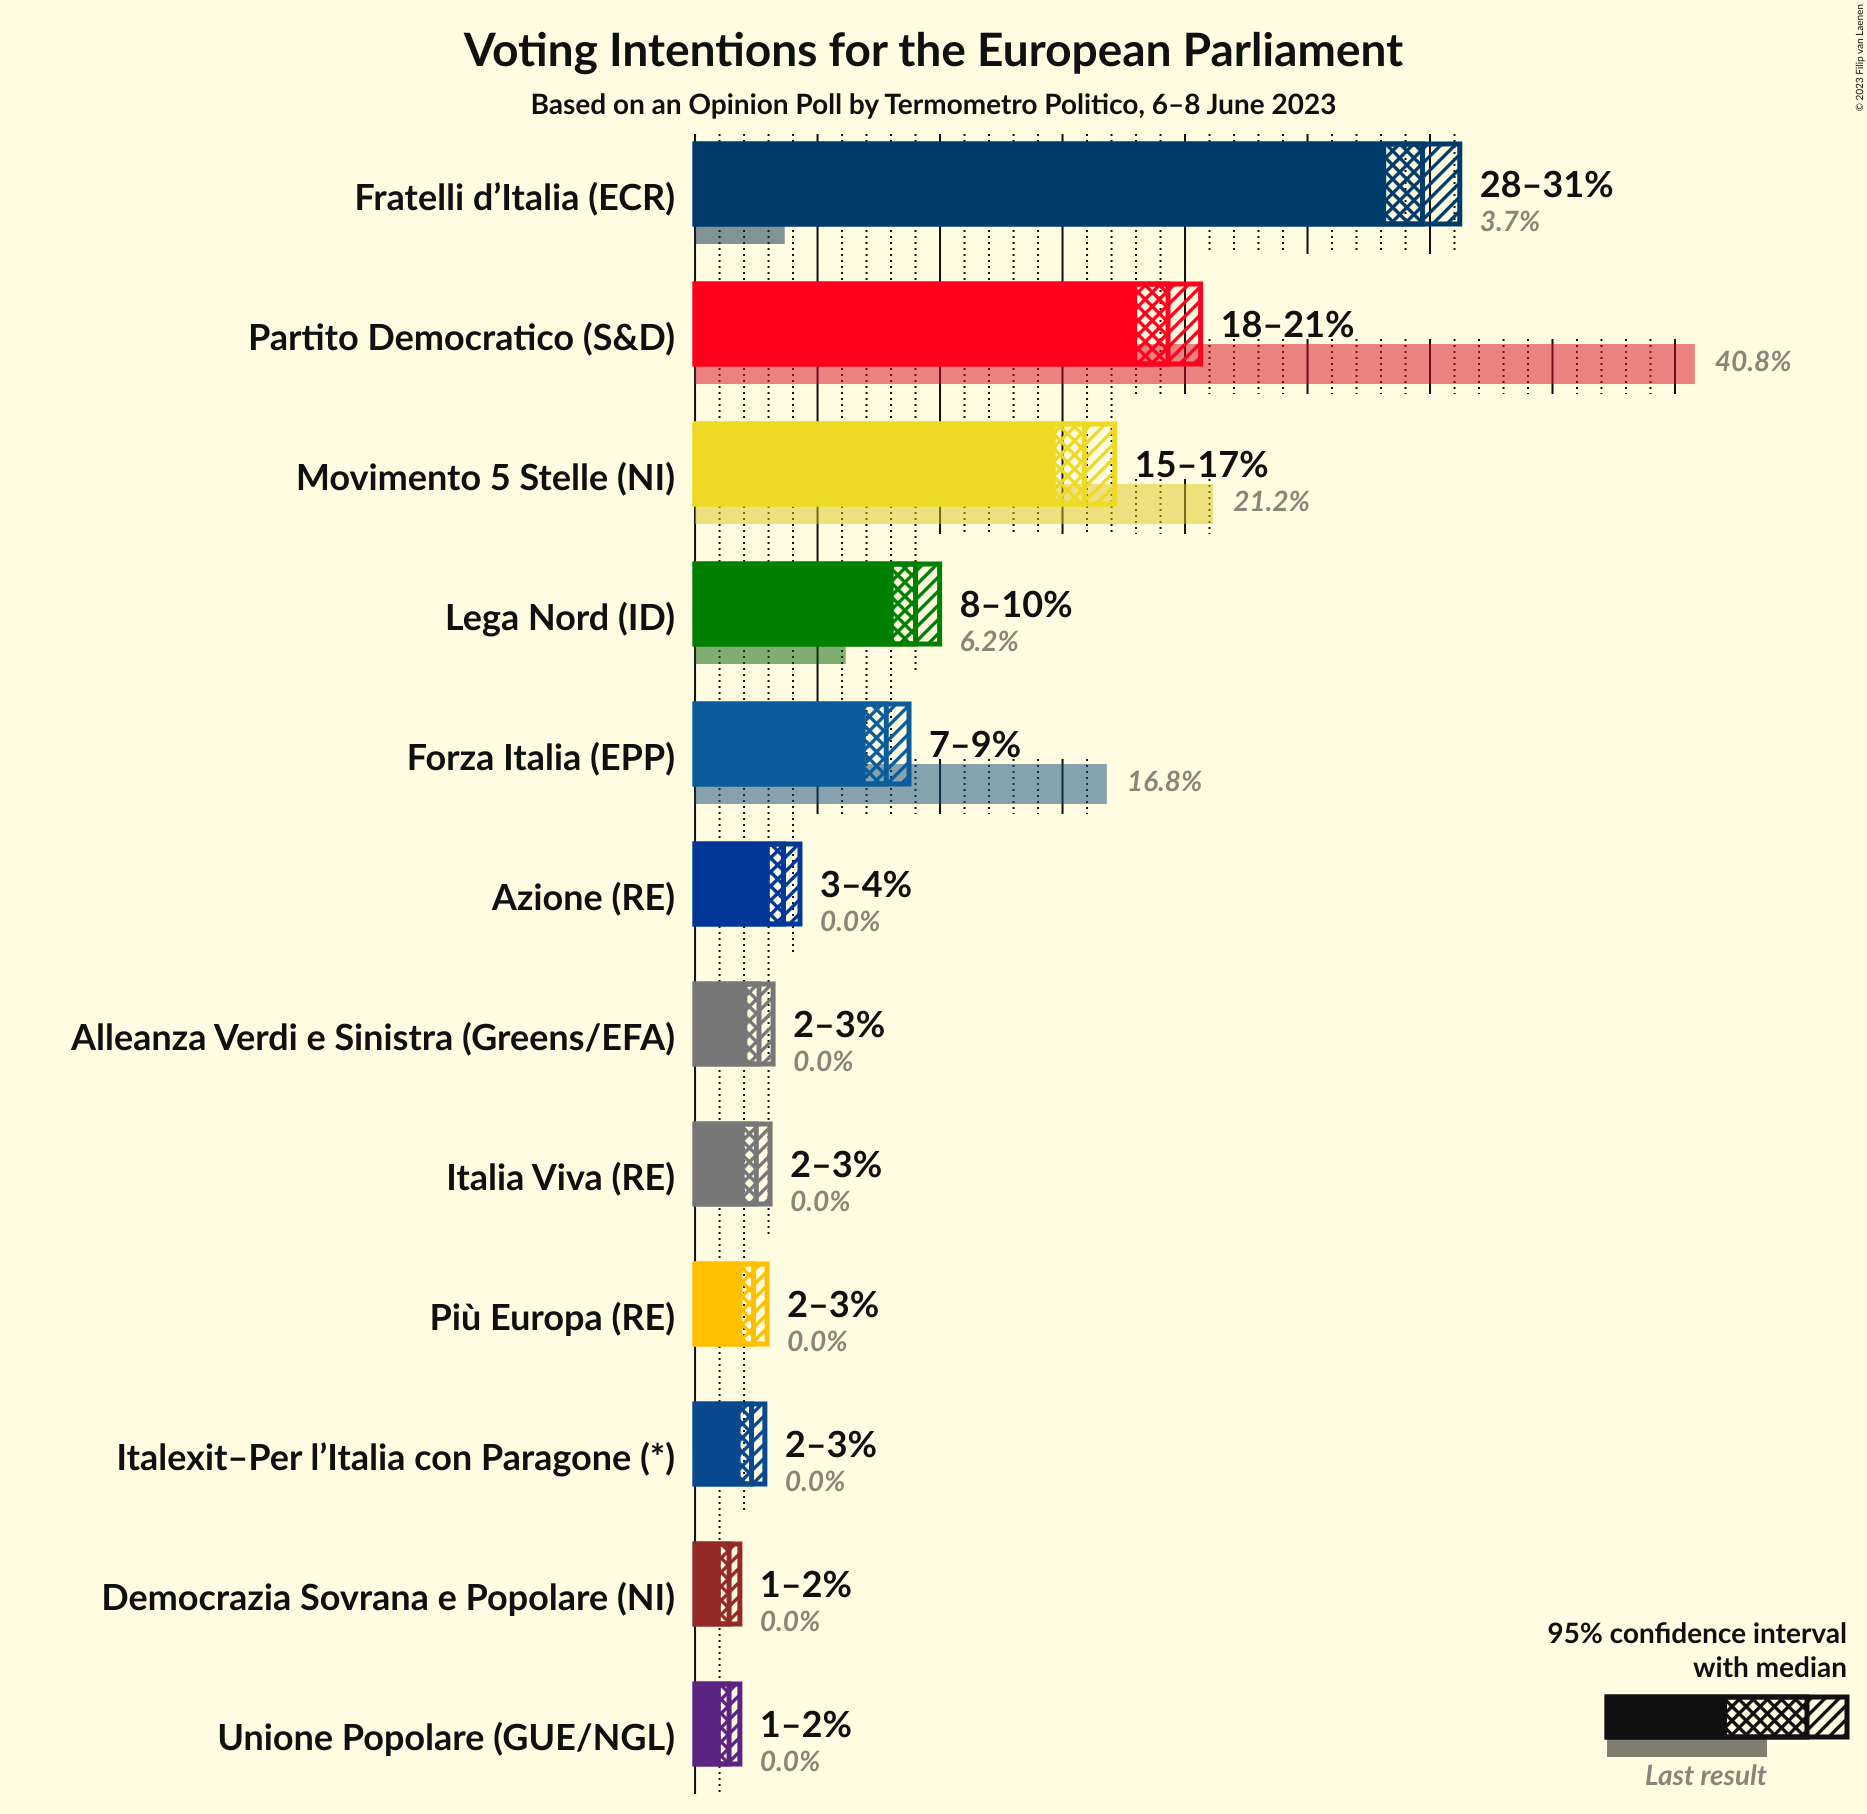 Voting Intentions for the European Parliament
Based on an Opinion Poll by Termometro Politico, 6–8 June 2023
© 2023 Filip van Laenen
Fratelli d’Italia (ECR)
28–31%
3.7%
Partito Democratico (S&D)
18–21%
40.8%
Movimento 5 Stelle (NI)
15–17%
21.2%
Lega Nord (ID)
8–10%
6.2%
Forza Italia (EPP)
7–9%
16.8%
Azione (RE)
3–4%
0.0%
Alleanza Verdi e Sinistra (Greens/EFA)
2–3%
0.0%
Italia Viva (RE)
2–3%
0.0%
Più Europa (RE)
2–3%
0.0%
Italexit–Per l’Italia con Paragone (*)
2–3%
0.0%
Democrazia Sovrana e Popolare (NI)
1–2%
0.0%
Unione Popolare (GUE/NGL)
1–2%
0.0%
95% confidence interval
with median
Last result